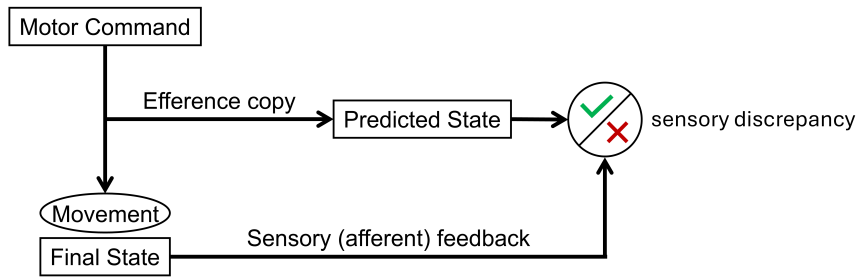 Motor Command
Efference copy
Predicted State
sensory discrepancy
Movement
Final State
Sensory (afferent) feedback